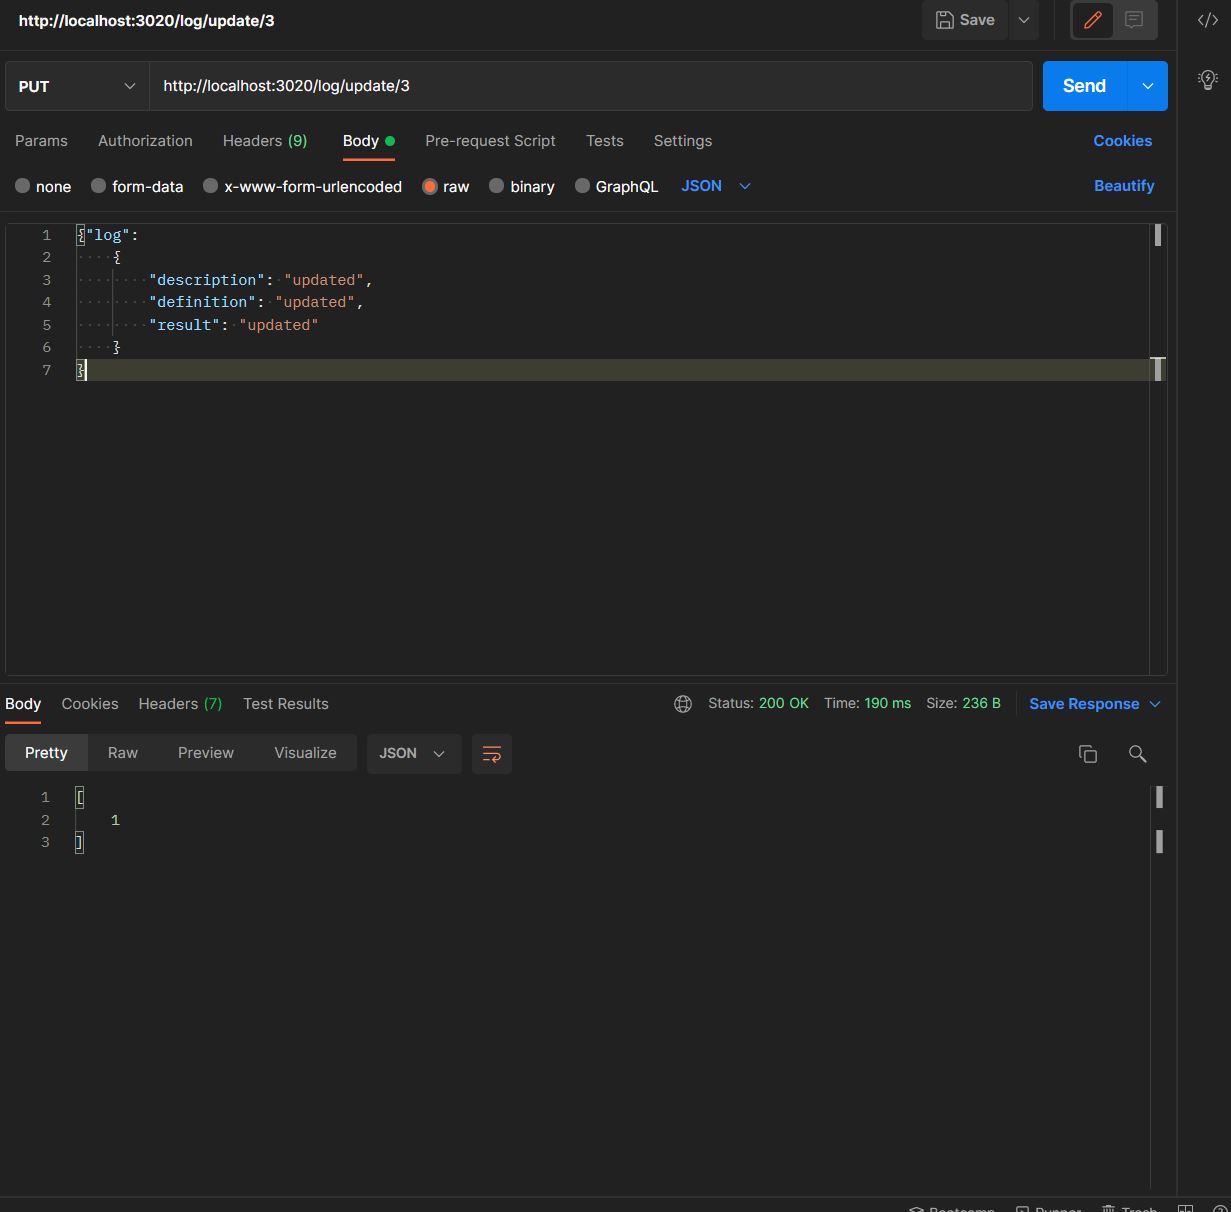 http://localhost:3020/log/update/3
Save
PUT
http://localhost:3020/log/update/3
Send
Params Authorization Headers (9) Body Pre-request Script Tests Settings Cookies
none form-data x-www-form-urlencoded raw binary GraphQL JSON Beautify
1 {"log":
2 {
3 "description": "updated",
4 "definition": "updated",
5 "result": "updated"
6 }
7 }
Body Cookies Headers (7) Test Results Status: 200 OK Time: 190 ms Size: 236 B Save Response
Pretty Raw Preview Visualize JSON
1 [
2 1
3 ]
Bootcamp Runner Trash